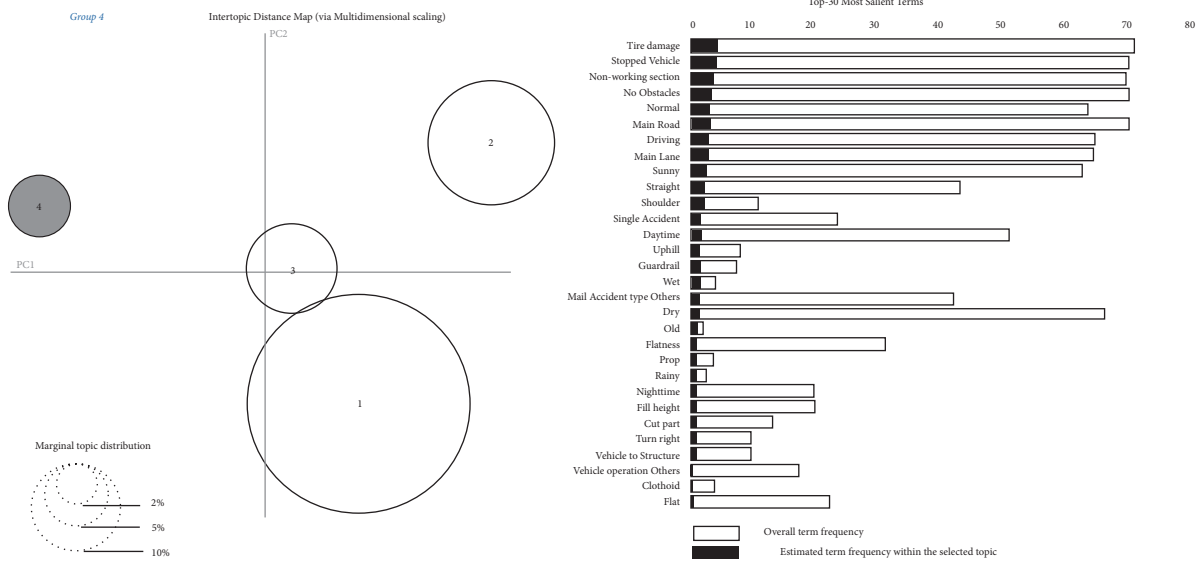 Group 4
Intertopic Distance Map (via Multidimensional scaling)
PC2
2
4
PC1
3
1
Marginal topic distribution
2%
5%
10%
Top-30 Most Salient Terms
0 10 20 30 40 50 60 70 80
Tire damage
Stopped Vehicle
Non-working section
No Obstacles
Normal
Main Road
Driving
Main Lane
Sunny
Straight
Shoulder
Single Accident
Daytime
Uphill
Guardrail
Wet
Mail Accident type Others
Dry
Old
Flatness
Prop
Rainy
Nighttime
Fill height
Cut part
Turn right
Vehicle to Structure
Vehicle operation Others
Clothoid
Flat
Overall term frequency
Estimated term frequency within the selected topic